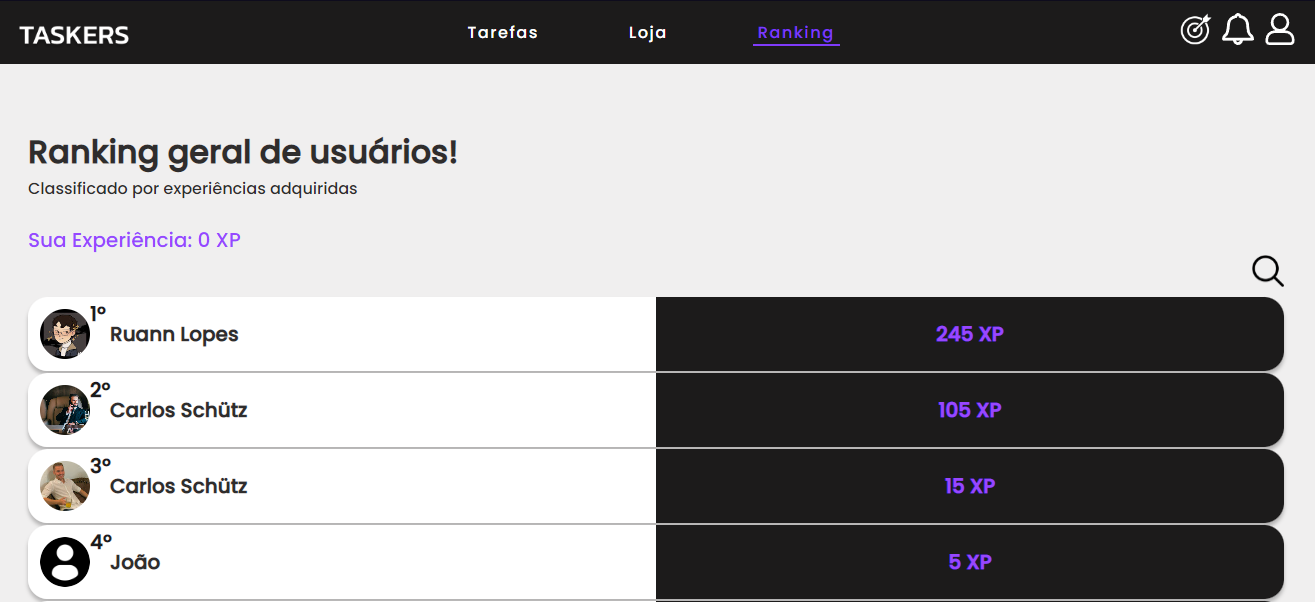 TASKERS
Tarefas
Loja
Ranking
Ranking geral de usuários!
Classificado por experiências adquiridas
Sua Experiência: 0 XP
1º
Ruann Lopes
245 XP
2º
Carlos Schütz
105 XP
3º
Carlos Schütz
15 XP
4º
João
5 XP